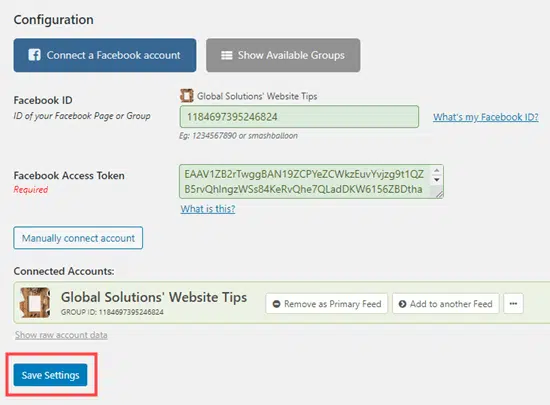 Configuration
Connect a Facebook account
Show Available Groups
Facebook ID
ID of your Facebook Page or Group
Global Solutions' Website Tips
1184697395246824
What's my Facebook ID?
Eg: 1234567890 or smashballoon
Facebook Access Token
Required
EAAV1ZB2rTwggBAN19ZCPYeZCWkzEuvYvjzg9t1QZ
B5rvQhlngzWSs84KeRvQhe7QLadDKW6156ZBDtha
What is this?
Manually connect account
Connected Accounts:
Global Solutions' Website Tips
GROUP ID: 1184697395246824
Remove as Primary Feed
Add to another Feed
...
Show raw account data
Save Settings